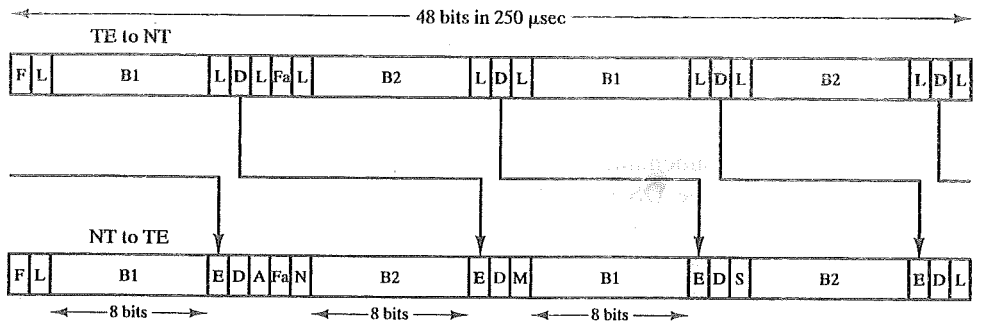 48 bits in 250 μsec
TE to NT
F L B1 L D L Fa L B2 L D L B1 L D L B2 L D L
NT to TE
F L B1 E D A Fa N B2 E D M B1 E D S B2 E D L
8 bits 8 bits 8 bits